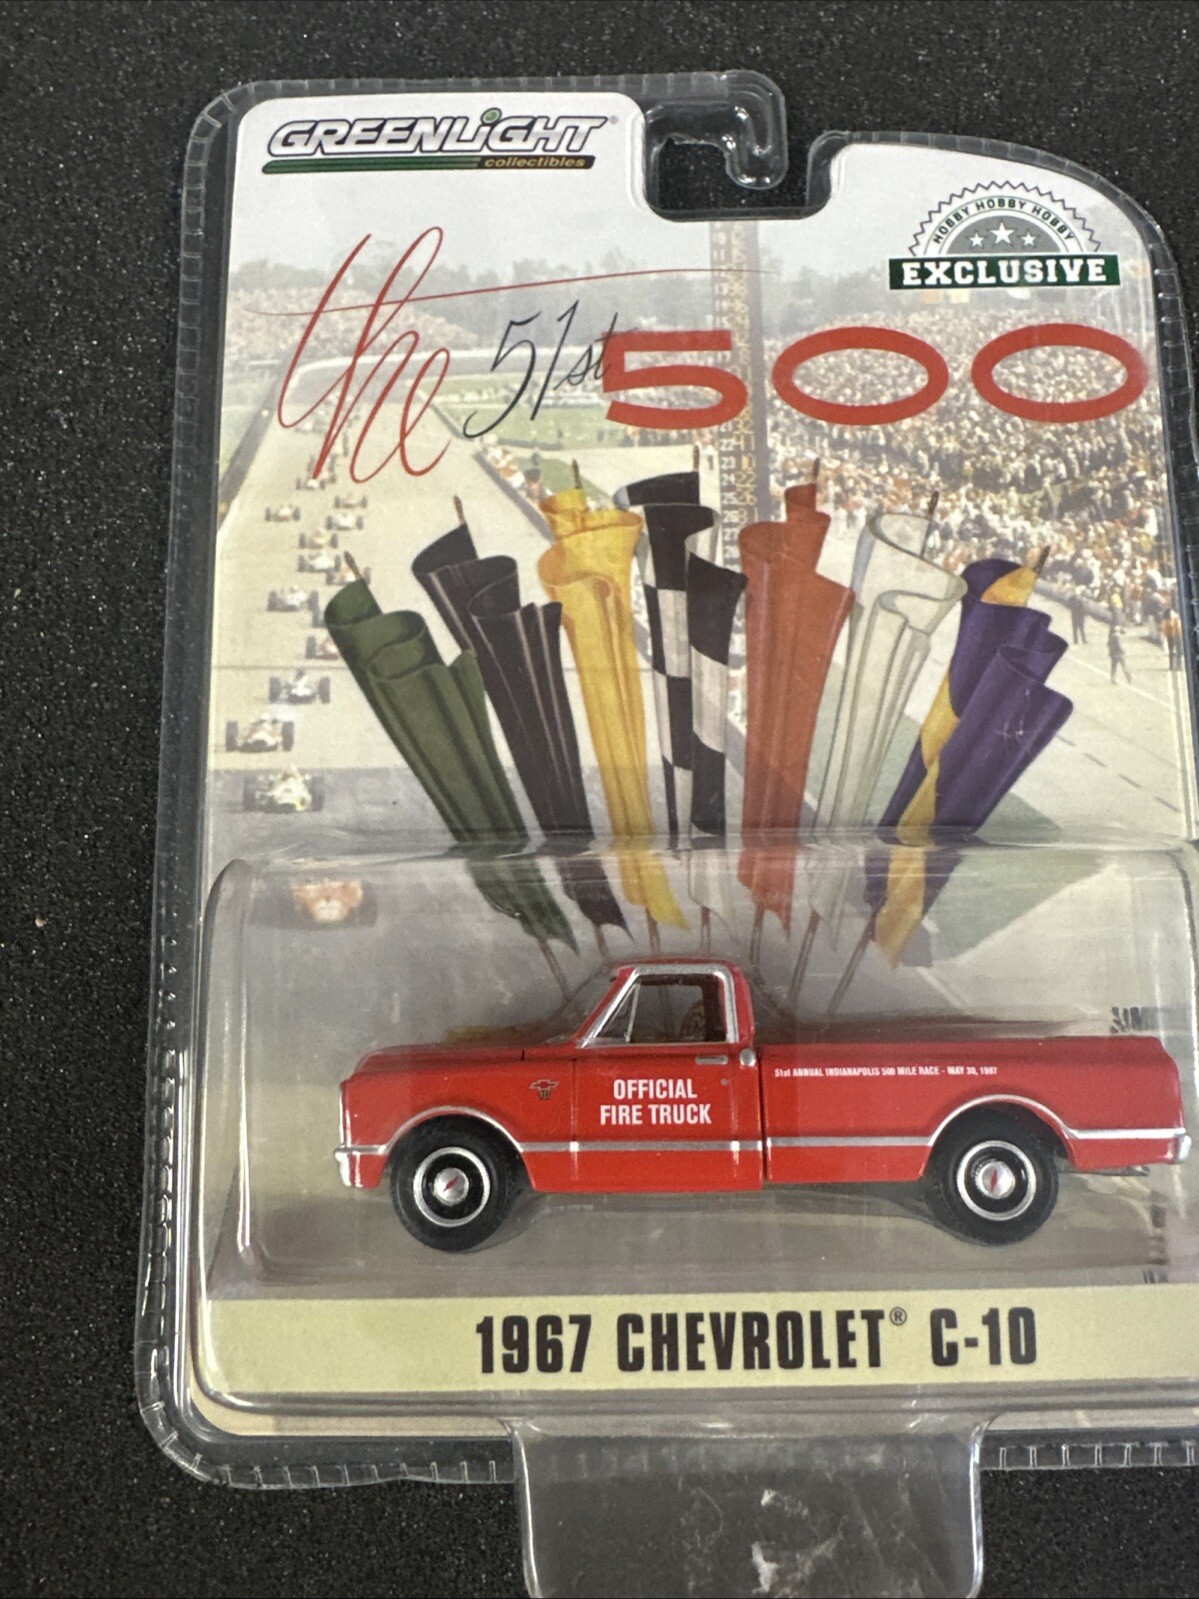 GREENLiGHT®
collectibles
HOBBY HOBBY HOBBY
EXCLUSIVE
the 51st 500
OFFICIAL
FIRE TRUCK
51st ANNUAL INDIANAPOLIS 500 MILE RACE - MAY 30, 1967
10
1967 CHEVROLET® C-10